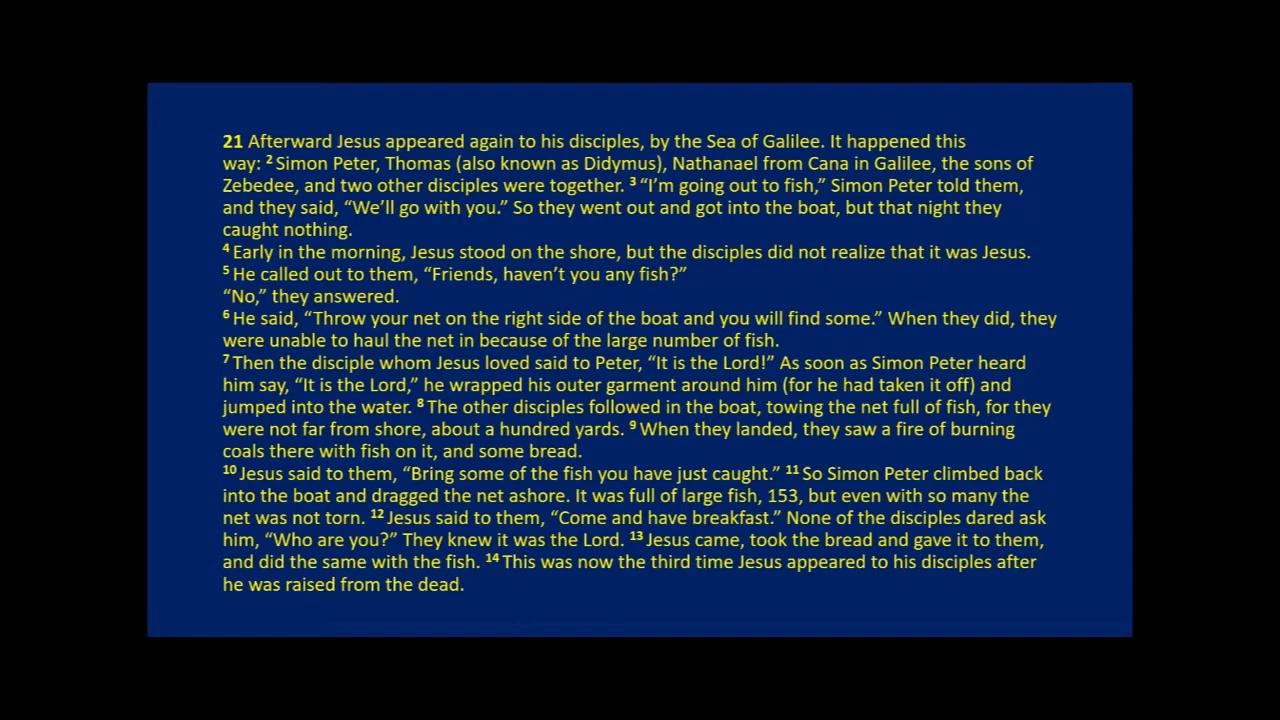 21 Afterward Jesus appeared again to his disciples, by the Sea of Galilee. It happened this
way: 2 Simon Peter, Thomas (also known as Didymus), Nathanael from Cana in Galilee, the sons of
Zebedee, and two other disciples were together. 3 “I’m going out to fish,” Simon Peter told them,
and they said, “We’ll go with you.” So they went out and got into the boat, but that night they
caught nothing.
4 Early in the morning, Jesus stood on the shore, but the disciples did not realize that it was Jesus.
5 He called out to them, “Friends, haven’t you any fish?”
“No,” they answered.
6 He said, “Throw your net on the right side of the boat and you will find some.” When they did, they
were unable to haul the net in because of the large number of fish.
7 Then the disciple whom Jesus loved said to Peter, “It is the Lord!” As soon as Simon Peter heard
him say, “It is the Lord,” he wrapped his outer garment around him (for he had taken it off) and
jumped into the water. 8 The other disciples followed in the boat, towing the net full of fish, for they
were not far from shore, about a hundred yards. 9 When they landed, they saw a fire of burning
coals there with fish on it, and some bread.
10 Jesus said to them, “Bring some of the fish you have just caught.” 11 So Simon Peter climbed back
into the boat and dragged the net ashore. It was full of large fish, 153, but even with so many the
net was not torn. 12 Jesus said to them, “Come and have breakfast.” None of the disciples dared ask
him, “Who are you?” They knew it was the Lord. 13 Jesus came, took the bread and gave it to them,
and did the same with the fish. 14 This was now the third time Jesus appeared to his disciples after
he was raised from the dead.